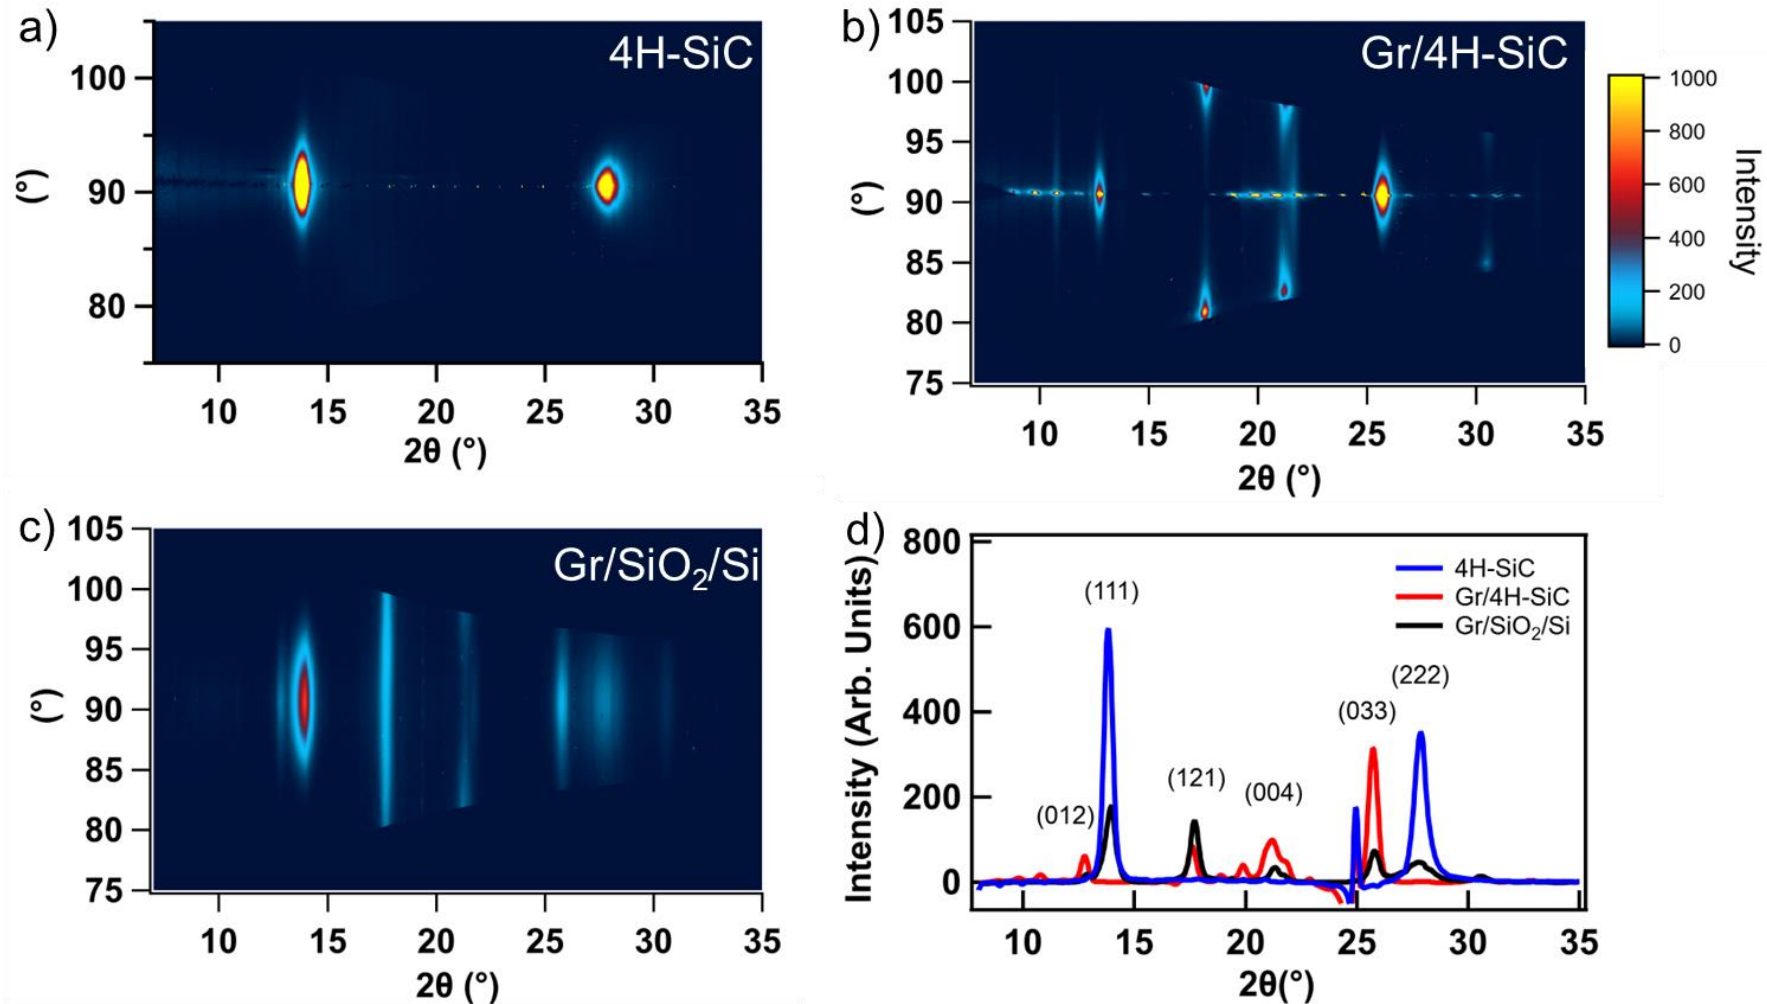 a)
4H-SiC
100
90
80
(°)
10 15 20 25 30 35
2θ (°)
b)
Gr/4H-SiC
105
100
95
90
85
80
75
(°)
10 15 20 25 30 35
2θ (°)
1000
800
600
400
200
0
Intensity
c)
Gr/SiO₂/Si
105
100
95
90
85
80
75
(°)
10 15 20 25 30 35
2θ (°)
d)
800
600
400
200
0
Intensity (Arb. Units)
4H-SiC
Gr/4H-SiC
Gr/SiO₂/Si
(111)
(222)
(033)
(121)
(004)
(012)
10 15 20 25 30 35
2θ(°)